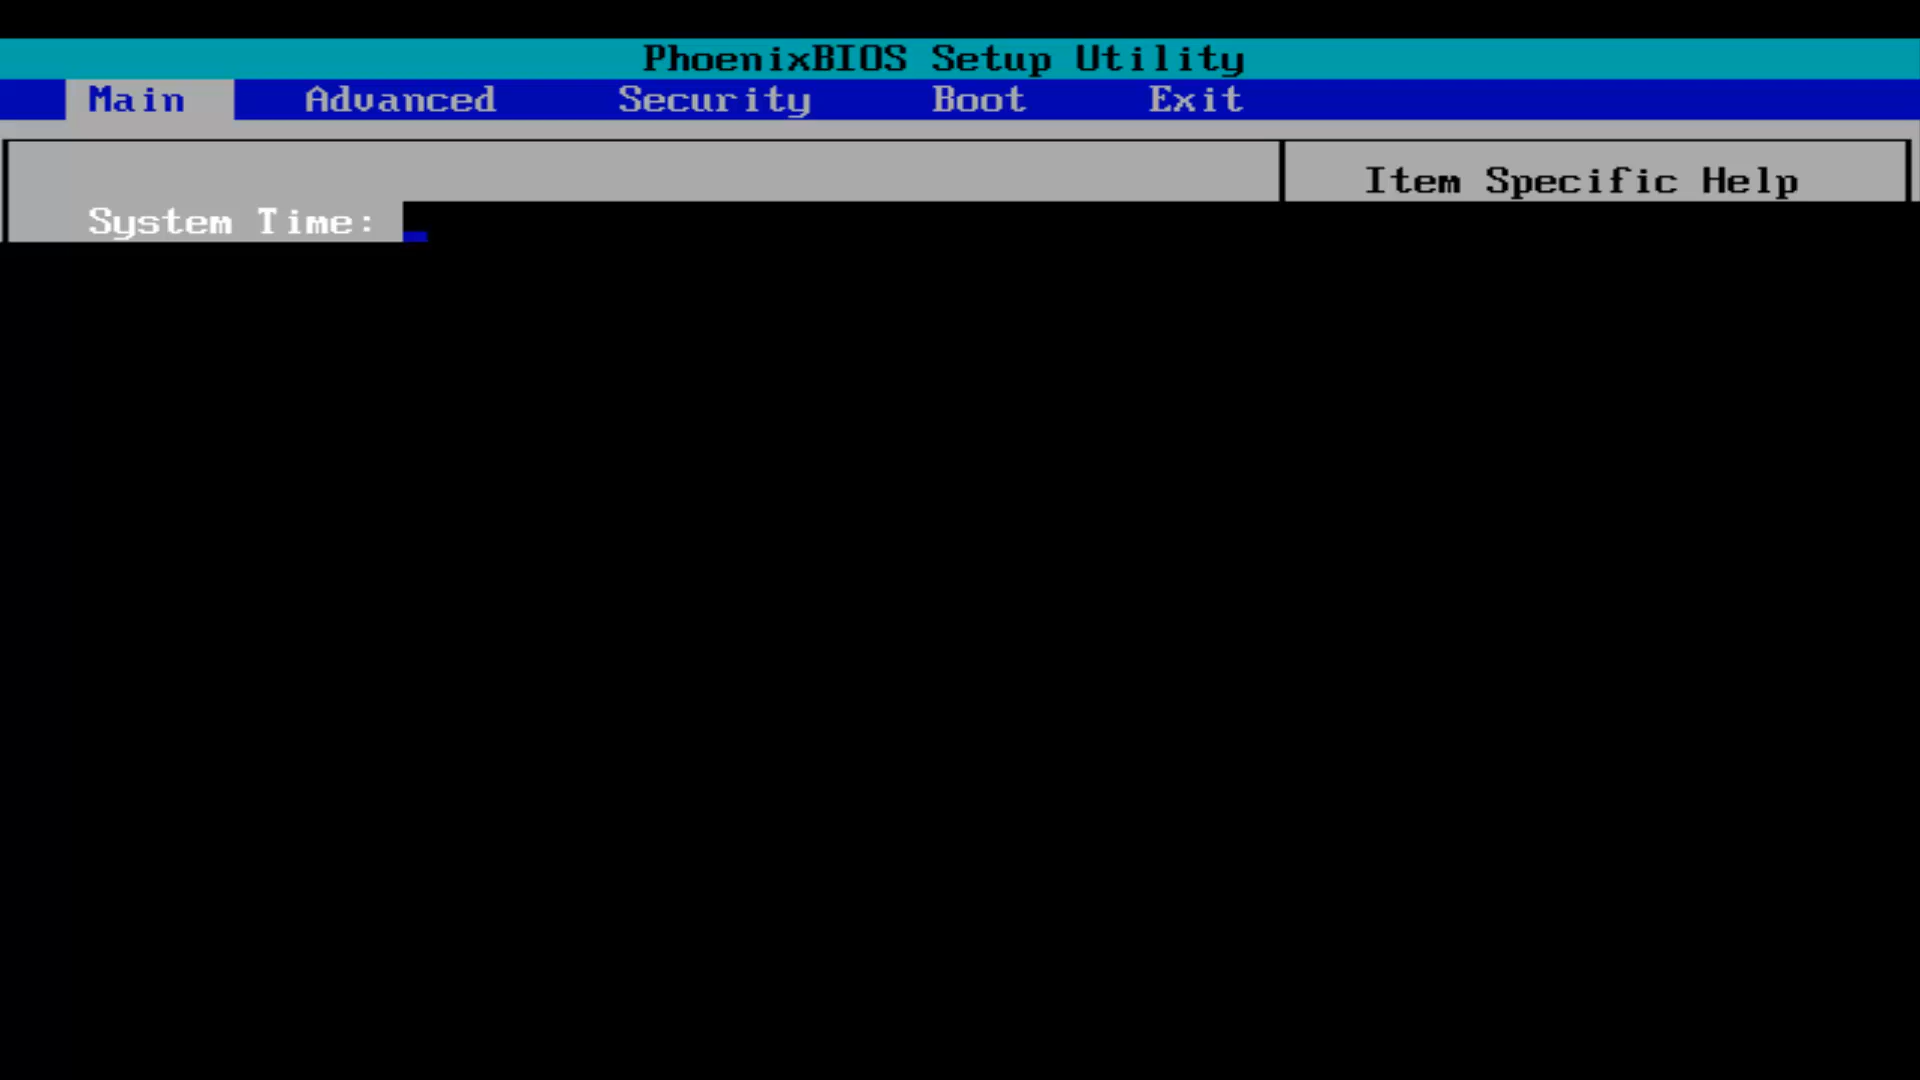 PhoenixBIOS Setup Utility
Main Advanced Security Boot Exit
Item Specific Help
System Time: